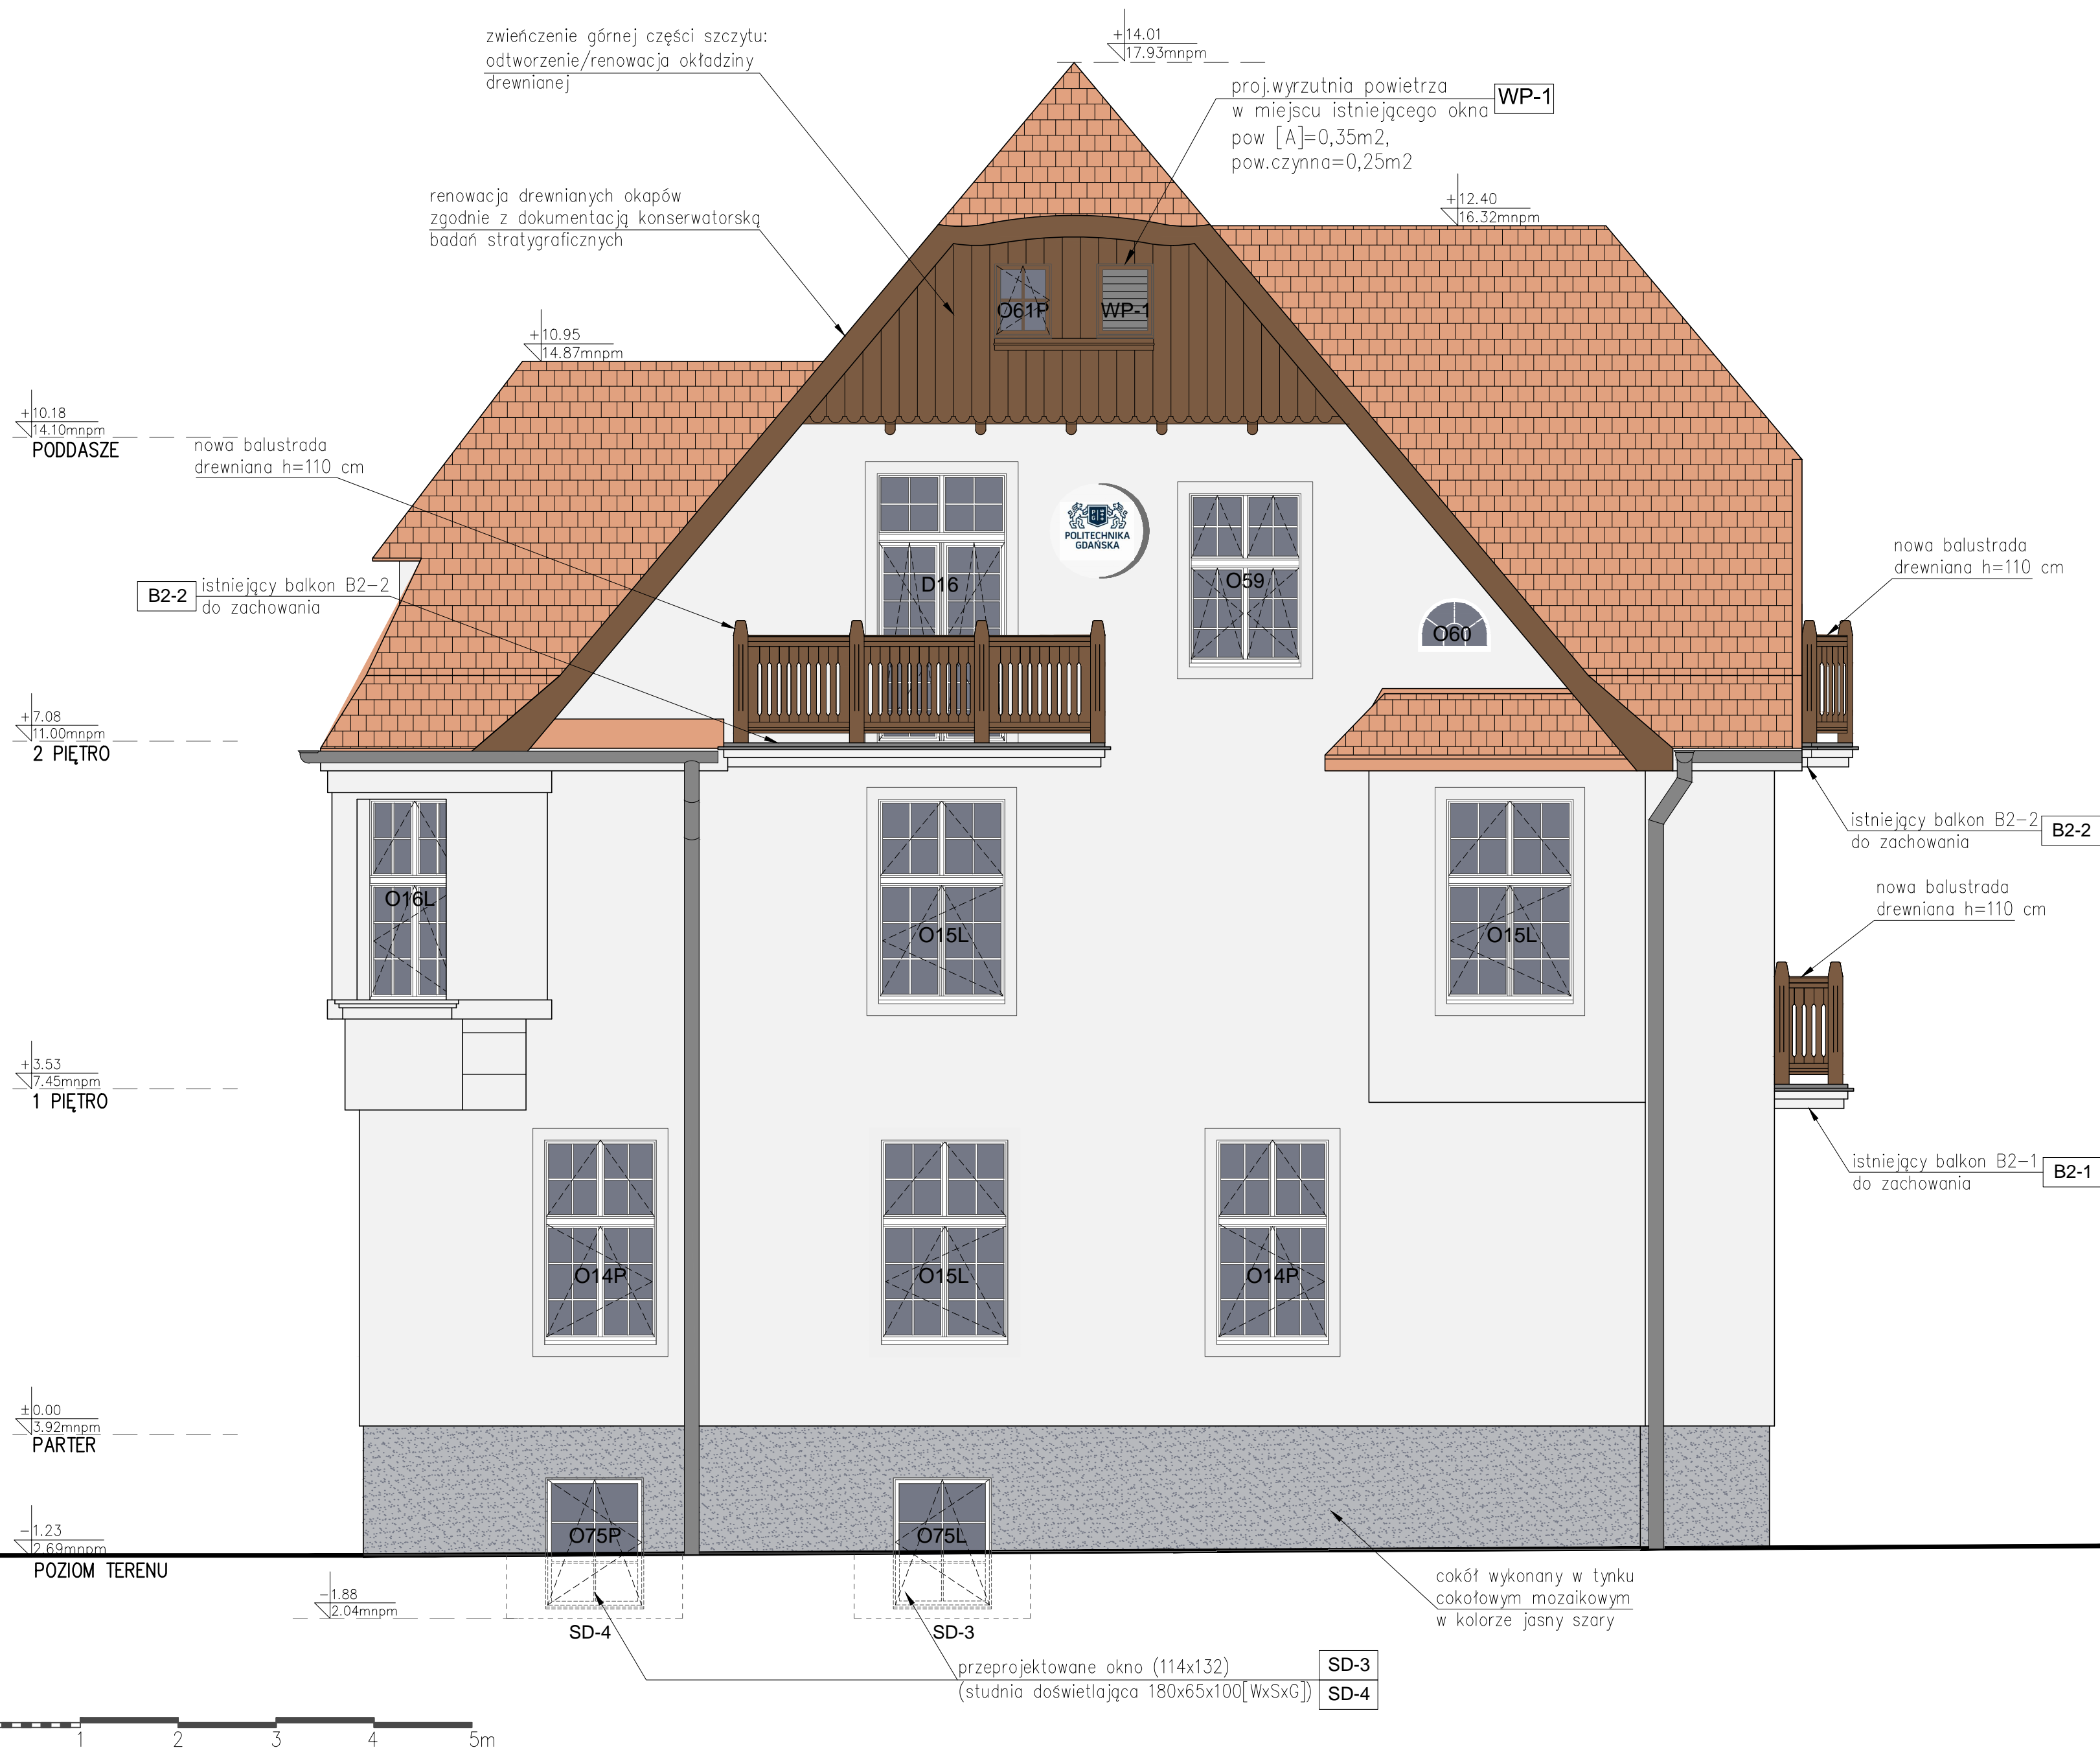 zwieńczenie górnej części szczytu:
odtworzenie/renowacja okładziny
drewnianej
+14.01
17.93mnpm
proj.wyrzutnia powietrza
w miejscu istniejącego okna
pow [A]=0,35m2,
pow.czynna=0,25m2
WP-1
renowacja drewnianych okapów
zgodnie z dokumentacją konserwatorską
badań stratygraficznych
+12.40
16.32mnpm
O61P
WP-1
+10.95
14.87mnpm
+10.18
14.10mnpm
PODDASZE
nowa balustrada
drewniana h=110 cm
POLITECHNIKA
GDAŃSKA
nowa balustrada
drewniana h=110 cm
B2-2
istniejący balkon B2-2
do zachowania
D16
O59
O60
+7.08
11.00mnpm
2 PIĘTRO
istniejący balkon B2-2
do zachowania
B2-2
O16L
O15L
O15L
nowa balustrada
drewniana h=110 cm
+3.53
7.45mnpm
1 PIĘTRO
istniejący balkon B2-1
do zachowania
B2-1
O14P
O15L
O14P
±0.00
3.92mnpm
PARTER
-1.23
2.69mnpm
POZIOM TERENU
O75P
O75L
-1.88
2.04mnpm
SD-4
SD-3
cokół wykonany w tynku
cokołowym mozaikowym
w kolorze jasny szary
przeprojektowane okno (114x132)
(studnia doświetlająca 180x65x100[WxSxG])
SD-3
SD-4
1 2 3 4 5m